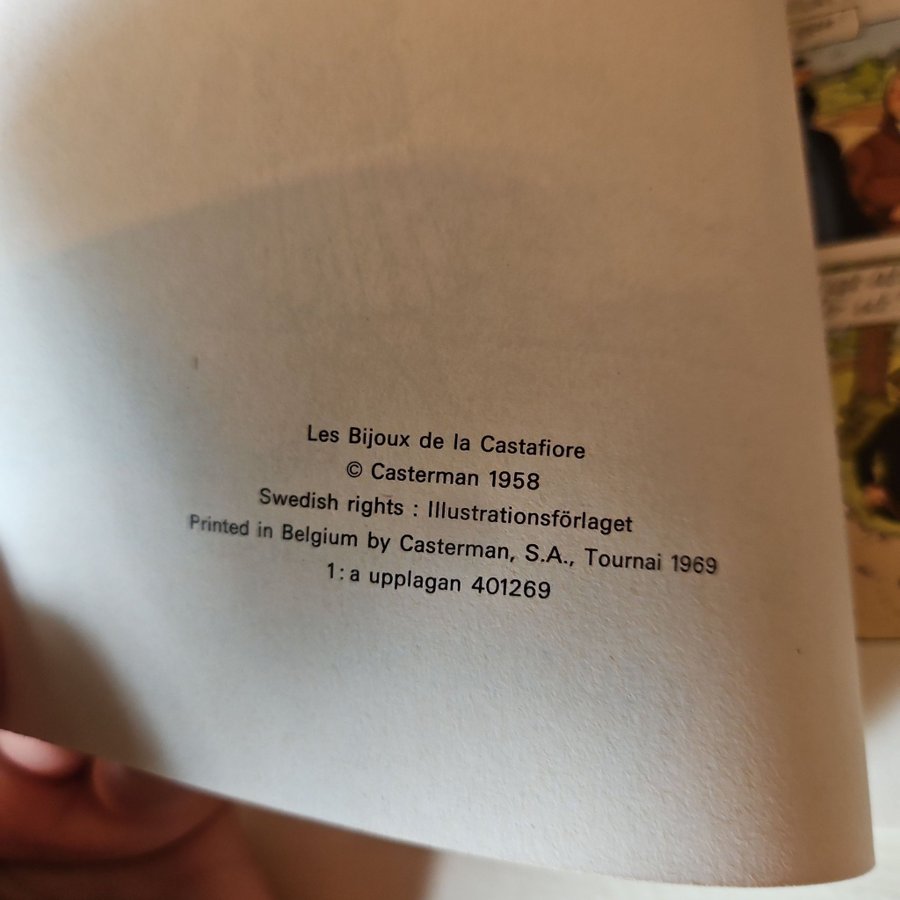 Les Bijoux de la Castafiore
© Casterman 1958
Swedish rights : Illustrationsförlaget
Printed in Belgium by Casterman, S.A., Tournai 1969
1:a upplagan 401269